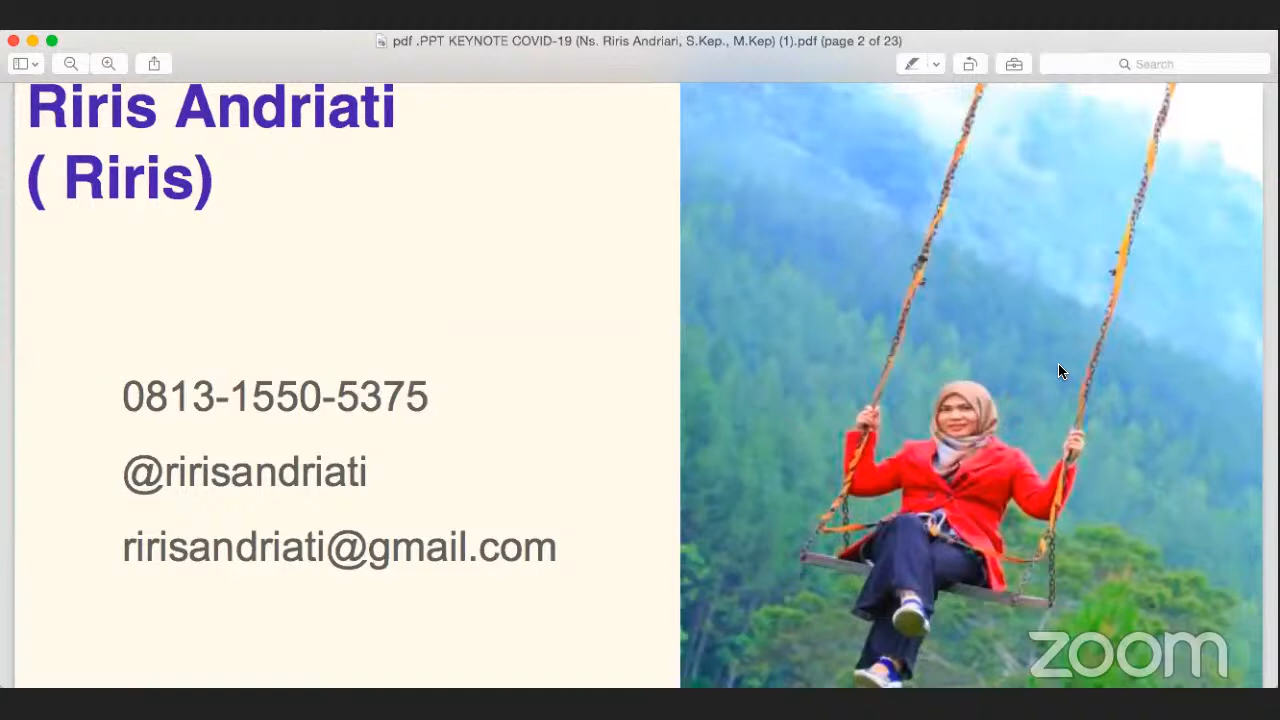 pdf .PPT KEYNOTE COVID-19 (Ns. Riris Andriari, S.Kep., M.Kep) (1).pdf (page 2 of 23)
Search
Riris Andriati
( Riris)
0813-1550-5375
@ririsandriati
ririsandriati@gmail.com
zoom